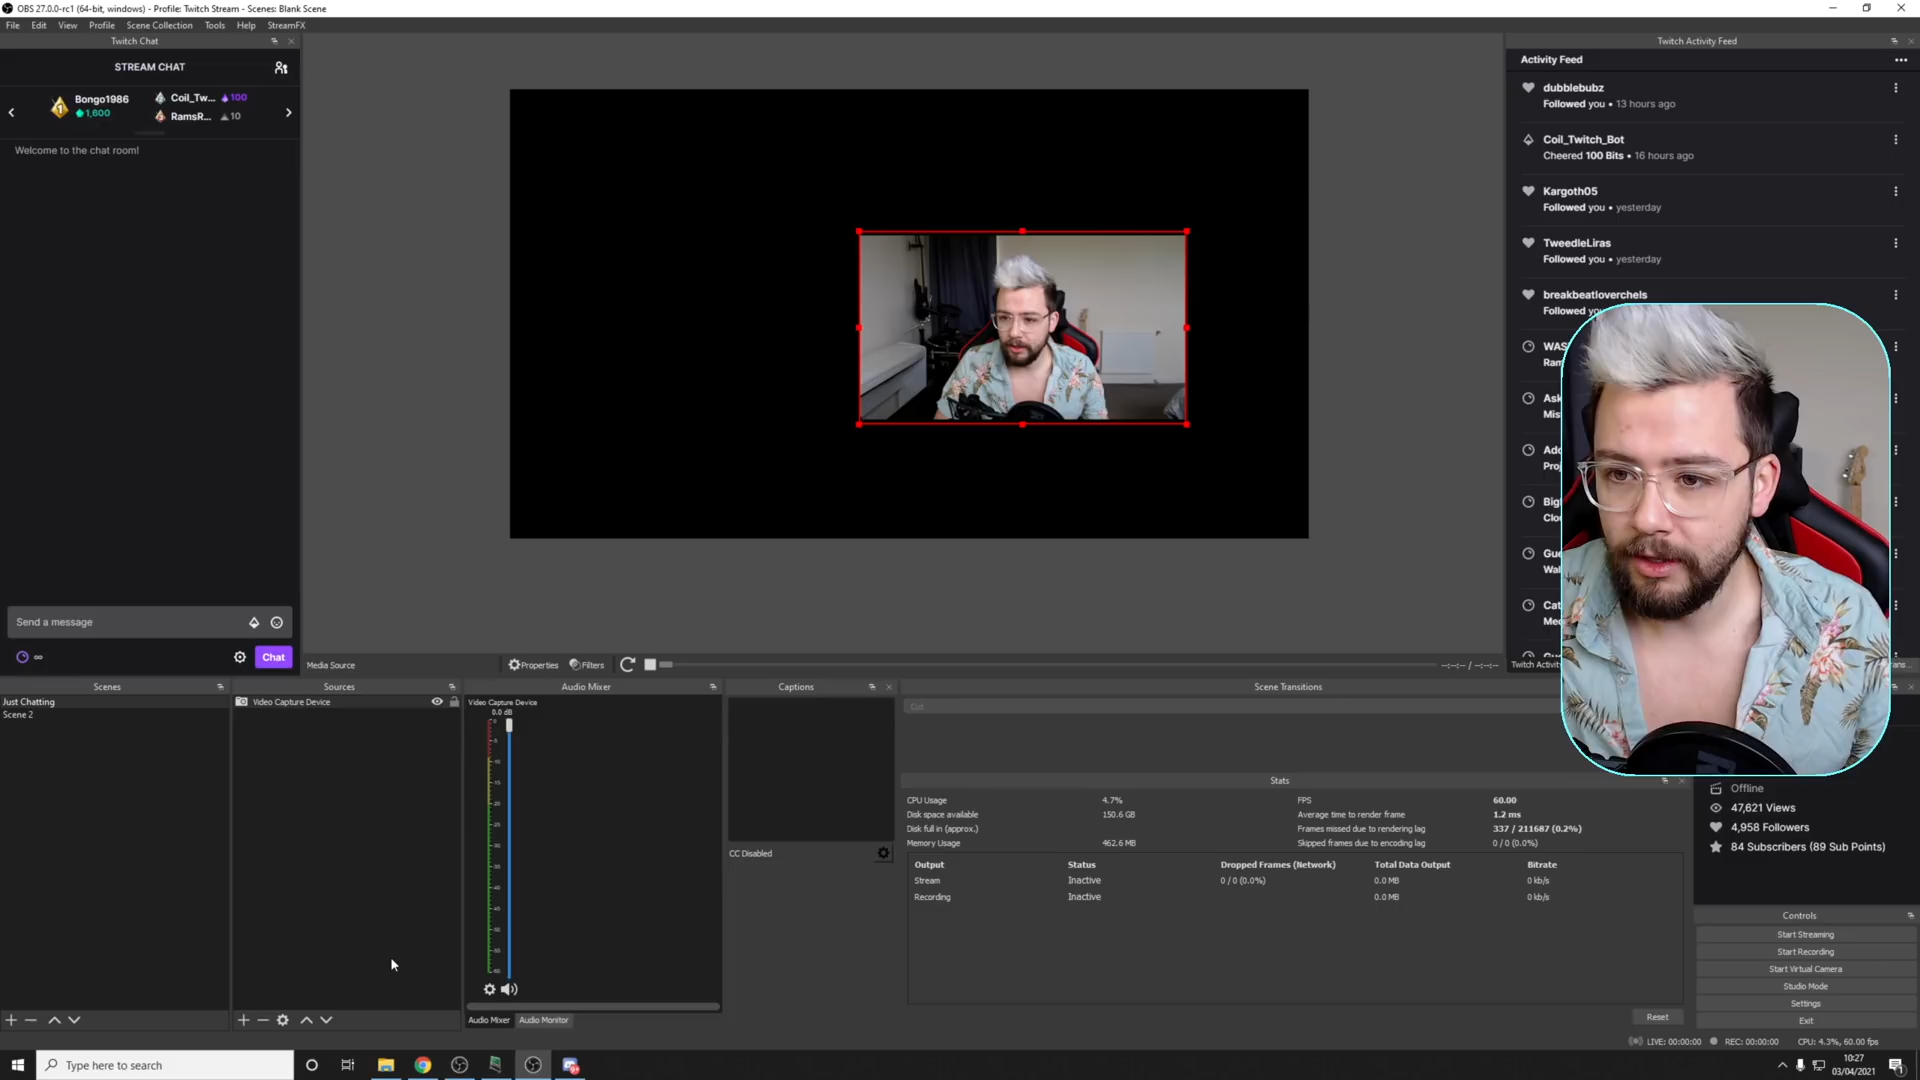 OBS 27.0.0-rc1 (64-bit, windows) - Profile: Twitch Stream - Scenes: Blank Scene
File Edit View Profile Scene Collection Tools Help StreamFX
Twitch Chat
STREAM CHAT
1
Bongo1986
1,600
Coil_Tw... 100
RamsR... 10
Welcome to the chat room!
Send a message
Chat
Twitch Activity Feed
Activity Feed
dubblebubz
Followed you • 13 hours ago
Coil_Twitch_Bot
Cheered 100 Bits • 16 hours ago
Kargoth05
Followed you • yesterday
TweedleLiras
Followed you • yesterday
breakbeatloverchels
Followed
Media Source
Properties
Filters
--:--:-- / --:--:--
Twitch Activ
Scenes
Just Chatting
Scene 2
Sources
Video Capture Device
Audio Mixer
Video Capture Device
0.0 dB
Audio Mixer Audio Monitor
Captions
CC Disabled
Scene Transitions
Cut
Stats
CPU Usage 4.7%
Disk space available 150.6 GB
Disk full in (approx.)
Memory Usage 462.6 MB
FPS 60.00
Average time to render frame 1.2 ms
Frames missed due to rendering lag 337 / 211687 (0.2%)
Skipped frames due to encoding lag 0 / 0 (0.0%)
Output Status Dropped Frames (Network) Total Data Output Bitrate
Stream Inactive 0 / 0 (0.0%) 0.0 MB 0 kb/s
Recording Inactive 0.0 MB 0 kb/s
Reset
Offline
47,621 Views
4,958 Followers
84 Subscribers (89 Sub Points)
Controls
Start Streaming
Start Recording
Start Virtual Camera
Studio Mode
Settings
Exit
LIVE: 00:00:00 REC: 00:00:00 CPU: 4.3%, 60.00 fps
Type here to search
10:27
03/04/2021